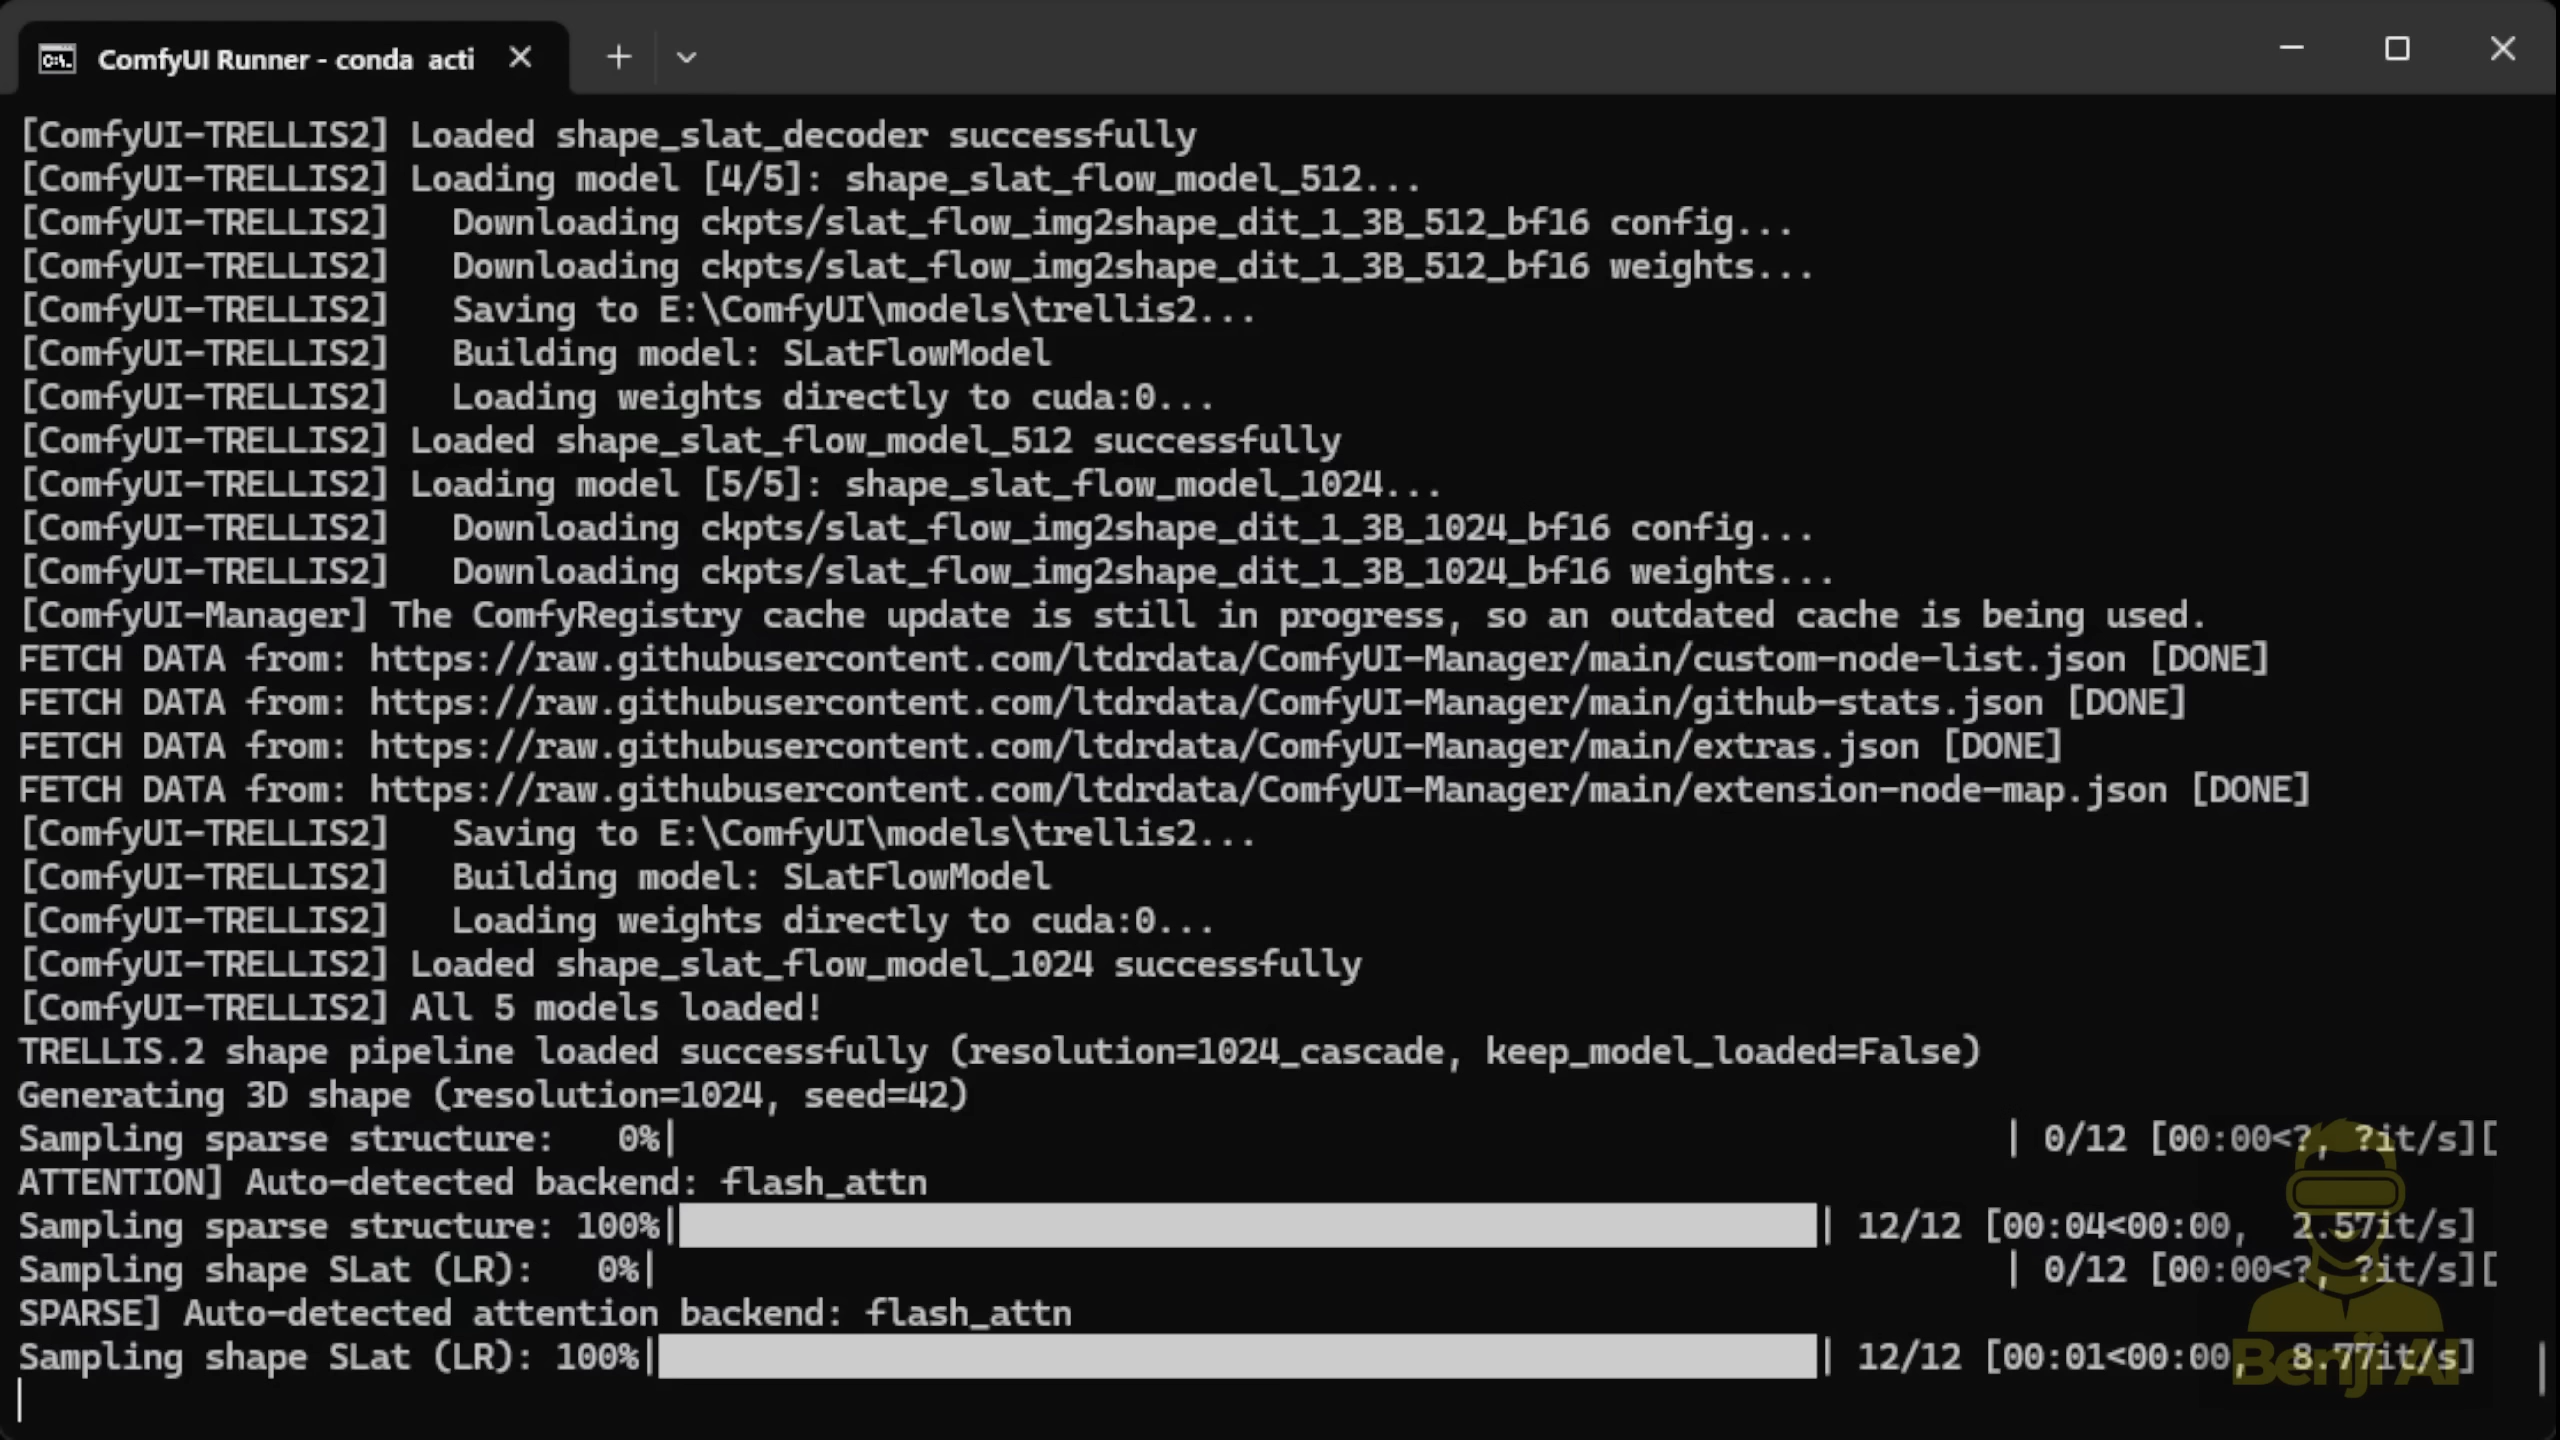 ComfyUI Runner - conda acti
[ComfyUI-TRELLIS2] Loaded shape_slat_decoder successfully
[ComfyUI-TRELLIS2] Loading model [4/5]: shape_slat_flow_model_512...
[ComfyUI-TRELLIS2]   Downloading ckpts/slat_flow_img2shape_dit_1_3B_512_bf16 config...
[ComfyUI-TRELLIS2]   Downloading ckpts/slat_flow_img2shape_dit_1_3B_512_bf16 weights...
[ComfyUI-TRELLIS2]   Saving to E:\ComfyUI\models\trellis2...
[ComfyUI-TRELLIS2]   Building model: SLatFlowModel
[ComfyUI-TRELLIS2]   Loading weights directly to cuda:0...
[ComfyUI-TRELLIS2] Loaded shape_slat_flow_model_512 successfully
[ComfyUI-TRELLIS2] Loading model [5/5]: shape_slat_flow_model_1024...
[ComfyUI-TRELLIS2]   Downloading ckpts/slat_flow_img2shape_dit_1_3B_1024_bf16 config...
[ComfyUI-TRELLIS2]   Downloading ckpts/slat_flow_img2shape_dit_1_3B_1024_bf16 weights...
[ComfyUI-Manager] The ComfyRegistry cache update is still in progress, so an outdated cache is being used.
FETCH DATA from: https://raw.githubusercontent.com/ltdrdata/ComfyUI-Manager/main/custom-node-list.json [DONE]
FETCH DATA from: https://raw.githubusercontent.com/ltdrdata/ComfyUI-Manager/main/github-stats.json [DONE]
FETCH DATA from: https://raw.githubusercontent.com/ltdrdata/ComfyUI-Manager/main/extras.json [DONE]
FETCH DATA from: https://raw.githubusercontent.com/ltdrdata/ComfyUI-Manager/main/extension-node-map.json [DONE]
[ComfyUI-TRELLIS2]   Saving to E:\ComfyUI\models\trellis2...
[ComfyUI-TRELLIS2]   Building model: SLatFlowModel
[ComfyUI-TRELLIS2]   Loading weights directly to cuda:0...
[ComfyUI-TRELLIS2] Loaded shape_slat_flow_model_1024 successfully
[ComfyUI-TRELLIS2] All 5 models loaded!
TRELLIS.2 shape pipeline loaded successfully (resolution=1024_cascade, keep_model_loaded=False)
Generating 3D shape (resolution=1024, seed=42)
Sampling sparse structure:   0%| | 0/12 [00:00<?, ?it/s][
ATTENTION] Auto-detected backend: flash_attn
Sampling sparse structure: 100%| | 12/12 [00:04<00:00,  2.57it/s]
Sampling shape SLat (LR):   0%| | 0/12 [00:00<?, ?it/s][
SPARSE] Auto-detected attention backend: flash_attn
Sampling shape SLat (LR): 100%| | 12/12 [00:01<00:00,  8.77it/s]
Benji AI